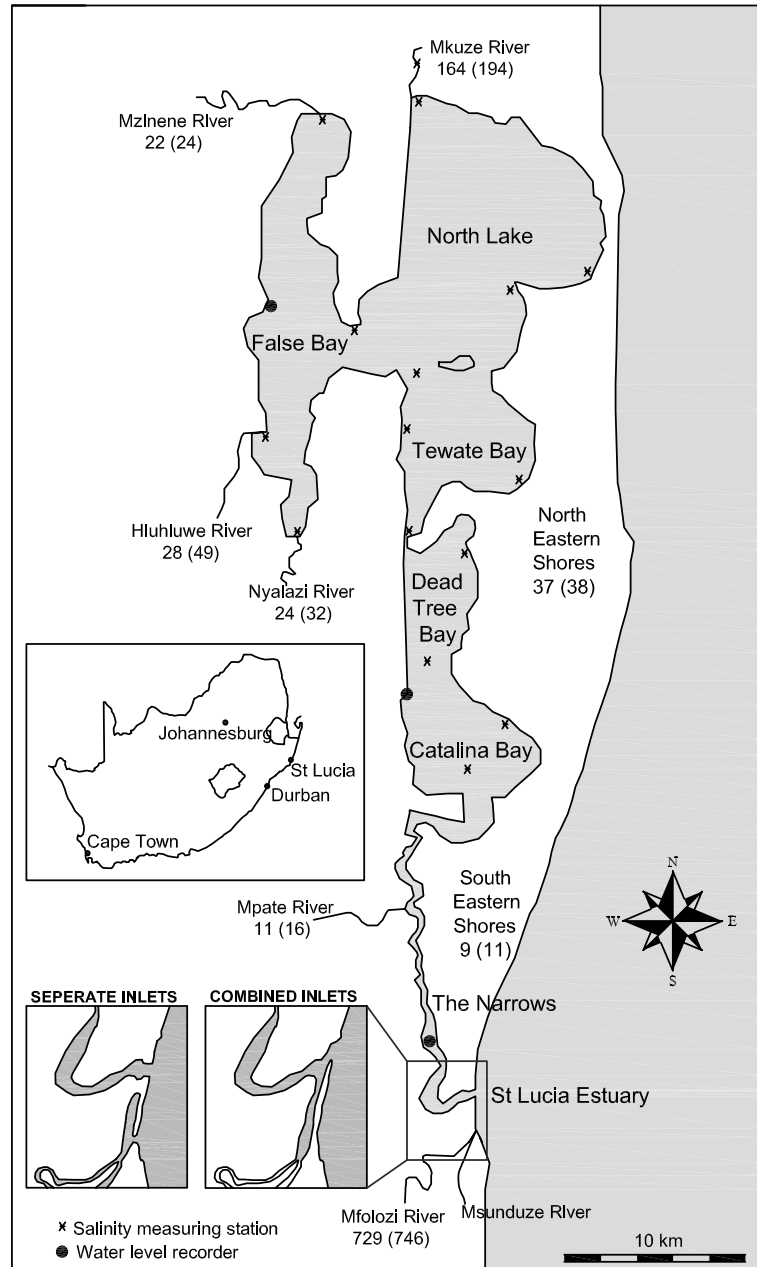 Mkuze River
164 (194)
MzInene RIver
22 (24)
North Lake
False Bay
Tewate Bay
Hluhluwe River
28 (49)
Nyalazi River
24 (32)
North
Eastern
Shores
37 (38)
Dead
Tree
Bay
Catalina Bay
Johannesburg
St Lucia
Durban
Cape Town
Mpate River
11 (16)
South
Eastern
Shores
9 (11)
N
W
E
S
The Narrows
SEPERATE INLETS
COMBINED INLETS
St Lucia Estuary
Mfolozi River
729 (746)
Msunduze RIver
Salinity measuring station
Water level recorder
10 km